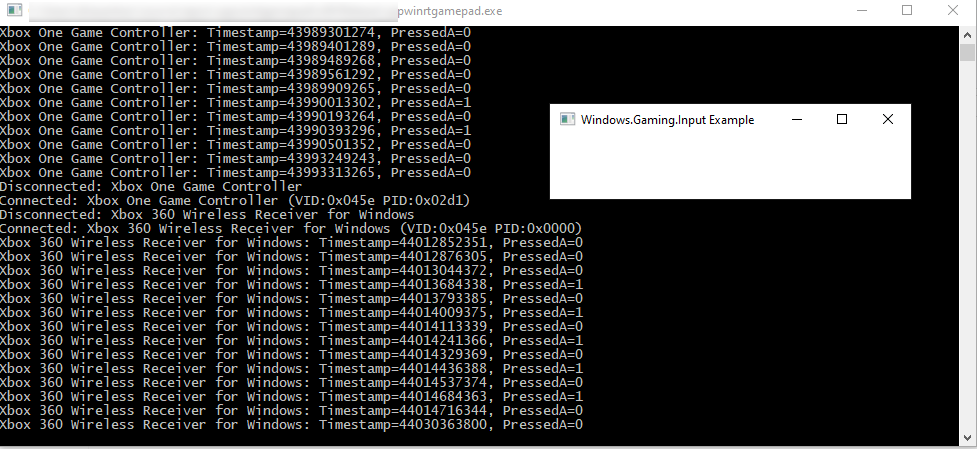 pwinrtgamepad.exe
Xbox One Game Controller: Timestamp=43989301274, PressedA=0
Xbox One Game Controller: Timestamp=43989401289, PressedA=0
Xbox One Game Controller: Timestamp=43989489268, PressedA=0
Xbox One Game Controller: Timestamp=43989561292, PressedA=0
Xbox One Game Controller: Timestamp=43989909265, PressedA=0
Xbox One Game Controller: Timestamp=43990013302, PressedA=1
Xbox One Game Controller: Timestamp=43990193264, PressedA=0
Xbox One Game Controller: Timestamp=43990393296, PressedA=1
Xbox One Game Controller: Timestamp=43990501352, PressedA=0
Xbox One Game Controller: Timestamp=43993249243, PressedA=0
Xbox One Game Controller: Timestamp=43993313265, PressedA=0
Disconnected: Xbox One Game Controller
Connected: Xbox One Game Controller (VID:0x045e PID:0x02d1)
Disconnected: Xbox 360 Wireless Receiver for Windows
Connected: Xbox 360 Wireless Receiver for Windows (VID:0x045e PID:0x0000)
Xbox 360 Wireless Receiver for Windows: Timestamp=44012852351, PressedA=0
Xbox 360 Wireless Receiver for Windows: Timestamp=44012876305, PressedA=0
Xbox 360 Wireless Receiver for Windows: Timestamp=44013044372, PressedA=0
Xbox 360 Wireless Receiver for Windows: Timestamp=44013684338, PressedA=1
Xbox 360 Wireless Receiver for Windows: Timestamp=44013793385, PressedA=0
Xbox 360 Wireless Receiver for Windows: Timestamp=44014009375, PressedA=1
Xbox 360 Wireless Receiver for Windows: Timestamp=44014113339, PressedA=0
Xbox 360 Wireless Receiver for Windows: Timestamp=44014241366, PressedA=1
Xbox 360 Wireless Receiver for Windows: Timestamp=44014329369, PressedA=0
Xbox 360 Wireless Receiver for Windows: Timestamp=44014436388, PressedA=1
Xbox 360 Wireless Receiver for Windows: Timestamp=44014537374, PressedA=0
Xbox 360 Wireless Receiver for Windows: Timestamp=44014684363, PressedA=1
Xbox 360 Wireless Receiver for Windows: Timestamp=44014716344, PressedA=0
Xbox 360 Wireless Receiver for Windows: Timestamp=44030363800, PressedA=0
Windows.Gaming.Input Example